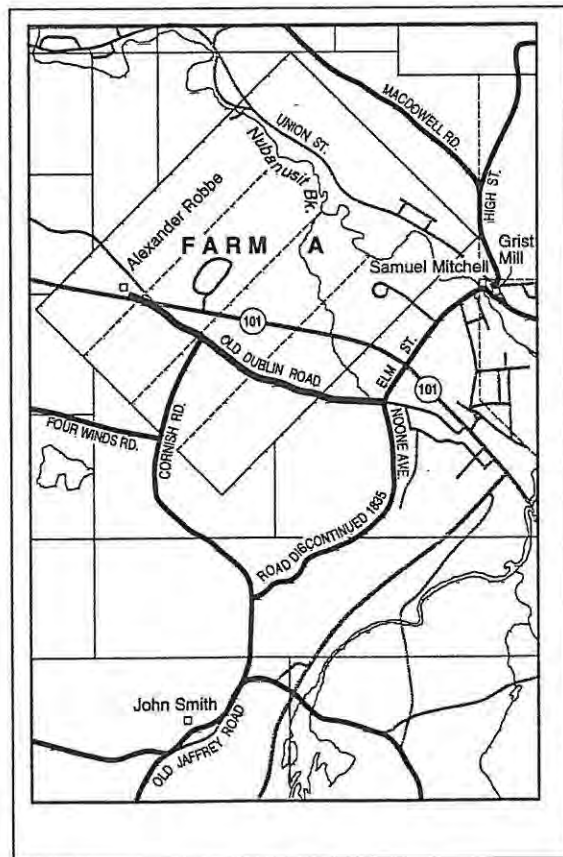 MACDOWELL RD.
UNION ST.
HIGH ST.
Nubanusit Bk.
Alexander Robbe
FARM A
Samuel Mitchell
Grist
Mill
101
OLD DUBLIN ROAD
ELM ST.
101
FOUR WINDS RD.
CORNISH RD.
NOONE AVE.
ROAD DISCONTINUED 1835
John Smith
OLD JAFFREY ROAD